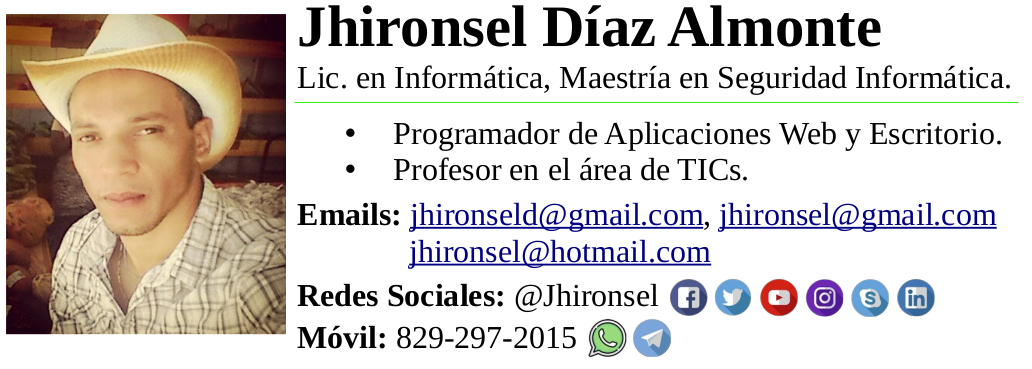 Jhironsel Díaz Almonte
Lic. en Informática, Maestría en Seguridad Informática.
• Programador de Aplicaciones Web y Escritorio.
• Profesor en el área de TICs.
Emails: jhironseld@gmail.com, jhironsel@gmail.com
jhironsel@hotmail.com
Redes Sociales: @Jhironsel
Móvil: 829-297-2015